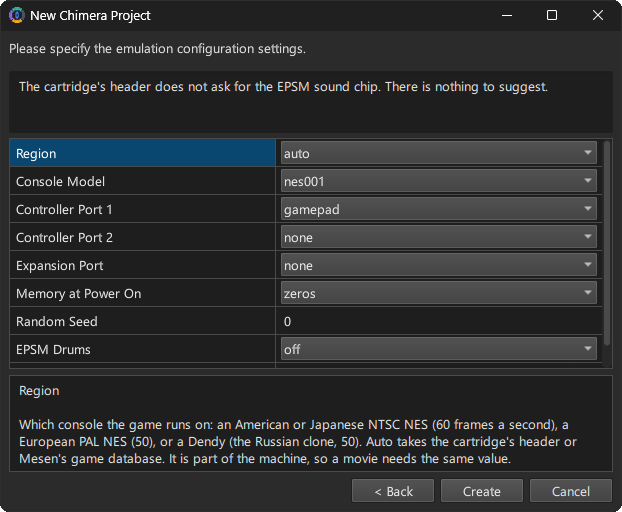 New Chimera Project
Please specify the emulation configuration settings.
The cartridge's header does not ask for the EPSM sound chip. There is nothing to suggest.
Region auto
Console Model nes001
Controller Port 1 gamepad
Controller Port 2 none
Expansion Port none
Memory at Power On zeros
Random Seed 0
EPSM Drums off
Region
Which console the game runs on: an American or Japanese NTSC NES (60 frames a second), a
European PAL NES (50), or a Dendy (the Russian clone, 50). Auto takes the cartridge's header or
Mesen's game database. It is part of the machine, so a movie needs the same value.
< Back Create Cancel